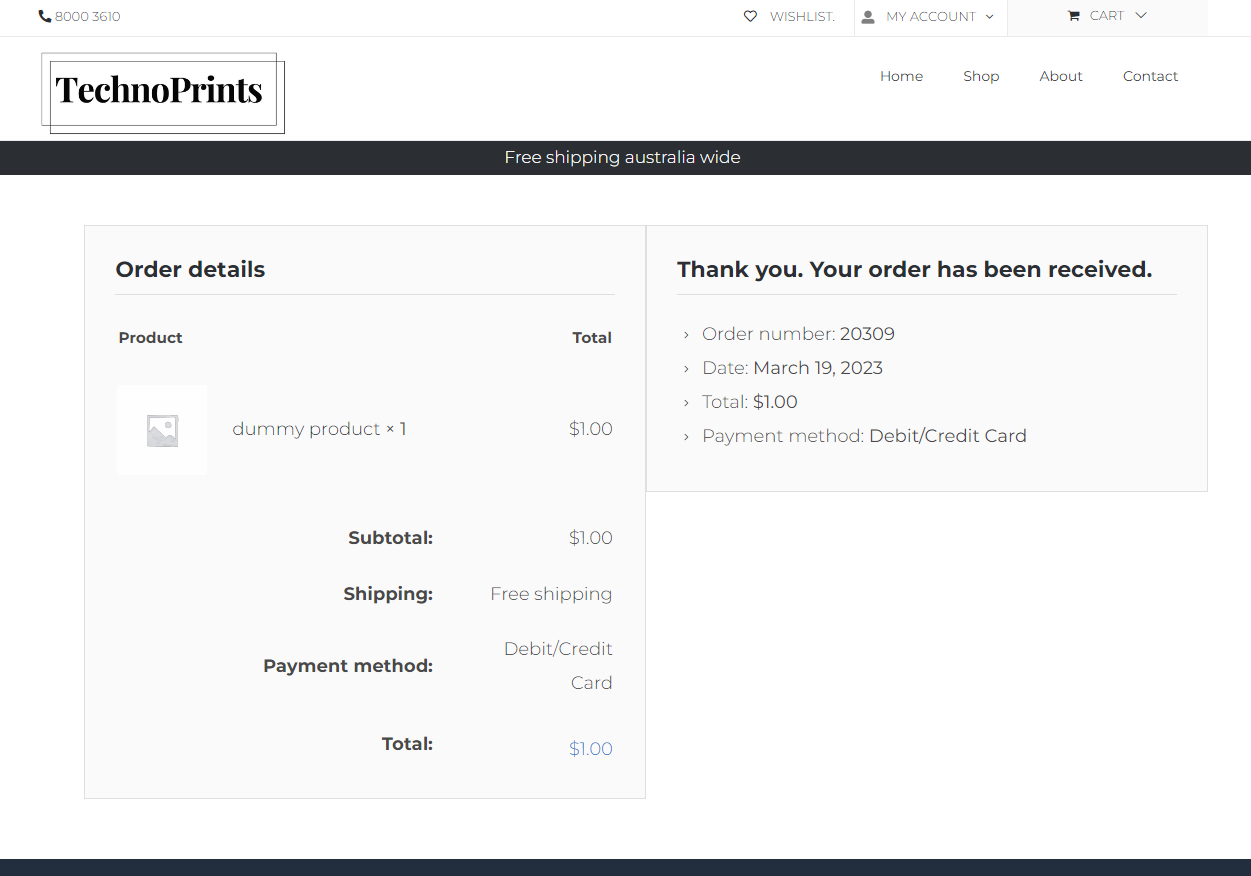 8000 3610
WISHLIST.
MY ACCOUNT
CART
TechnoPrints
Home
Shop
About
Contact
Free shipping australia wide
Order details
Product
Total
dummy product × 1
$1.00
Subtotal:
$1.00
Shipping:
Free shipping
Payment method:
Debit/Credit
Card
Total:
$1.00
Thank you. Your order has been received.
Order number: 20309
Date: March 19, 2023
Total: $1.00
Payment method: Debit/Credit Card